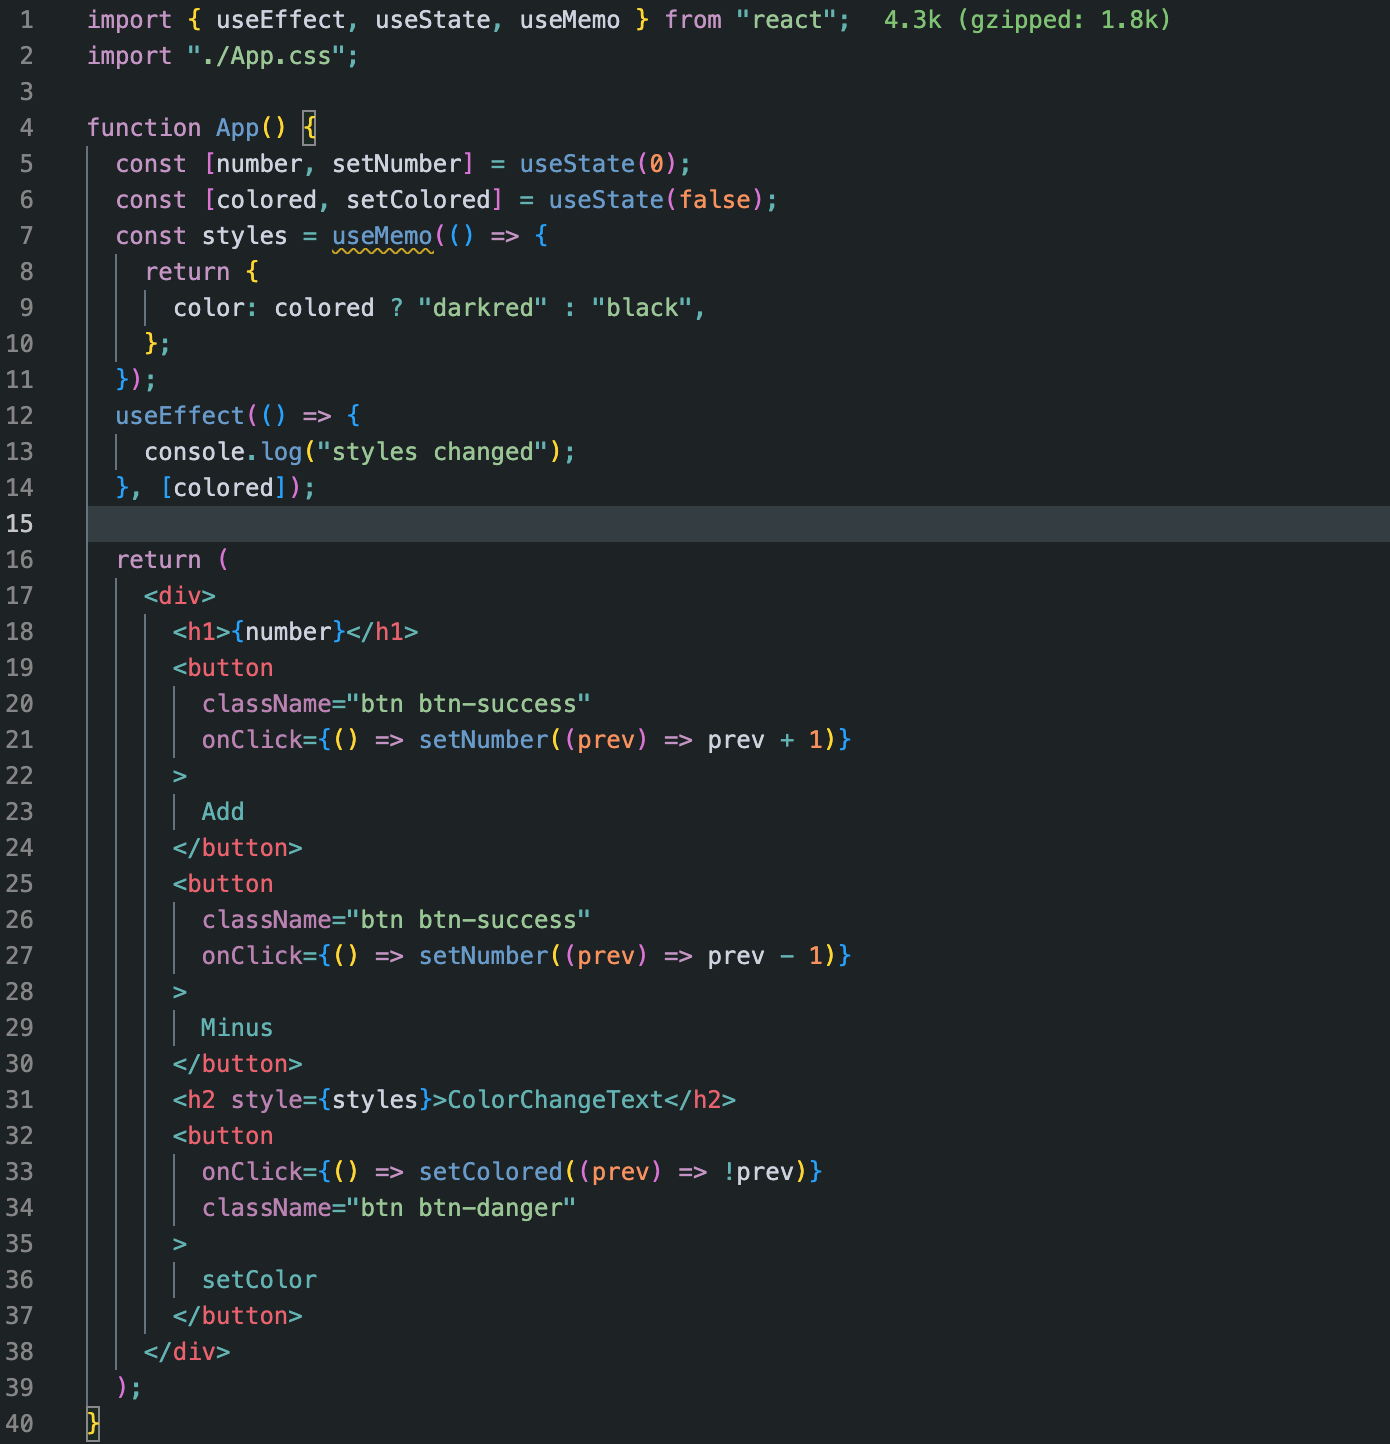 1 import { useEffect, useState, useMemo } from "react"; 4.3k (gzipped: 1.8k)
2 import "./App.css";
3
4 function App() {
5 const [number, setNumber] = useState(0);
6 const [colored, setColored] = useState(false);
7 const styles = useMemo(() => {
8 return {
9 color: colored ? "darkred" : "black",
10 };
11 });
12 useEffect(() => {
13 console.log("styles changed");
14 }, [colored]);
15
16 return (
17 <div>
18 <h1>{number}</h1>
19 <button
20 className="btn btn-success"
21 onClick={() => setNumber((prev) => prev + 1)}
22 >
23 Add
24 </button>
25 <button
26 className="btn btn-success"
27 onClick={() => setNumber((prev) => prev - 1)}
28 >
29 Minus
30 </button>
31 <h2 style={styles}>ColorChangeText</h2>
32 <button
33 onClick={() => setColored((prev) => !prev)}
34 className="btn btn-danger"
35 >
36 setColor
37 </button>
38 </div>
39 );
40 }